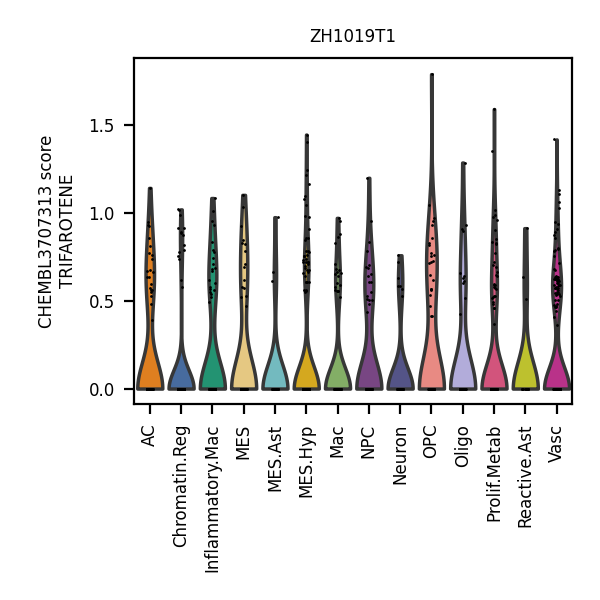 ZH1019T1
CHEMBL3707313 score
TRIFAROTENE
1.5
1.0
0.5
0.0
AC
Chromatin.Reg
Inflammatory.Mac
MES
MES.Ast
MES.Hyp
Mac
NPC
Neuron
OPC
Oligo
Prolif.Metab
Reactive.Ast
Vasc